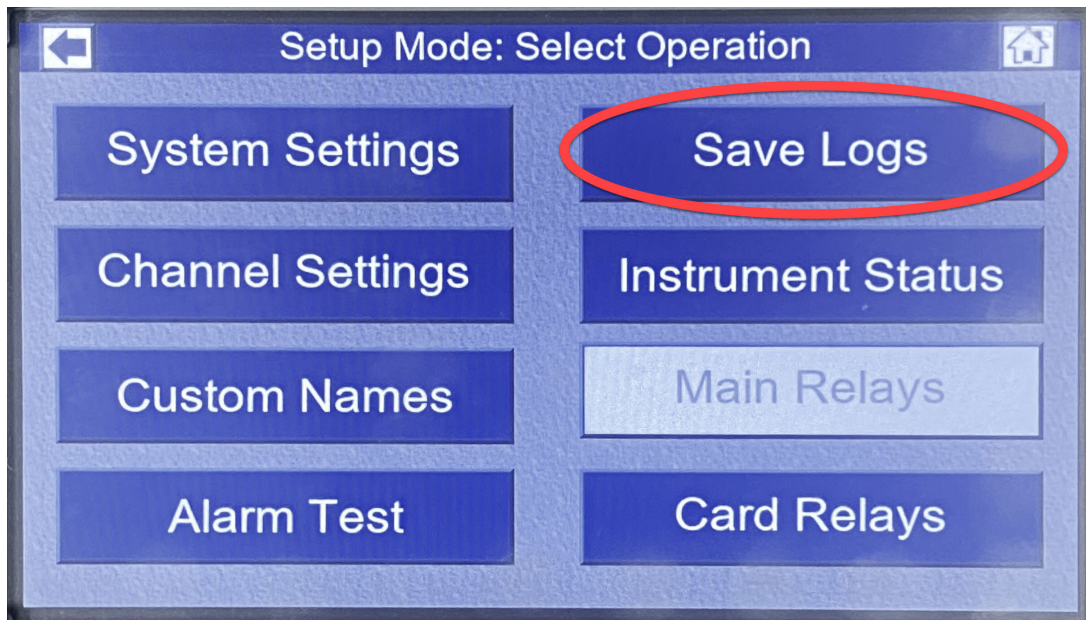 Setup Mode: Select Operation
System Settings
Save Logs
Channel Settings
Instrument Status
Custom Names
Main Relays
Alarm Test
Card Relays